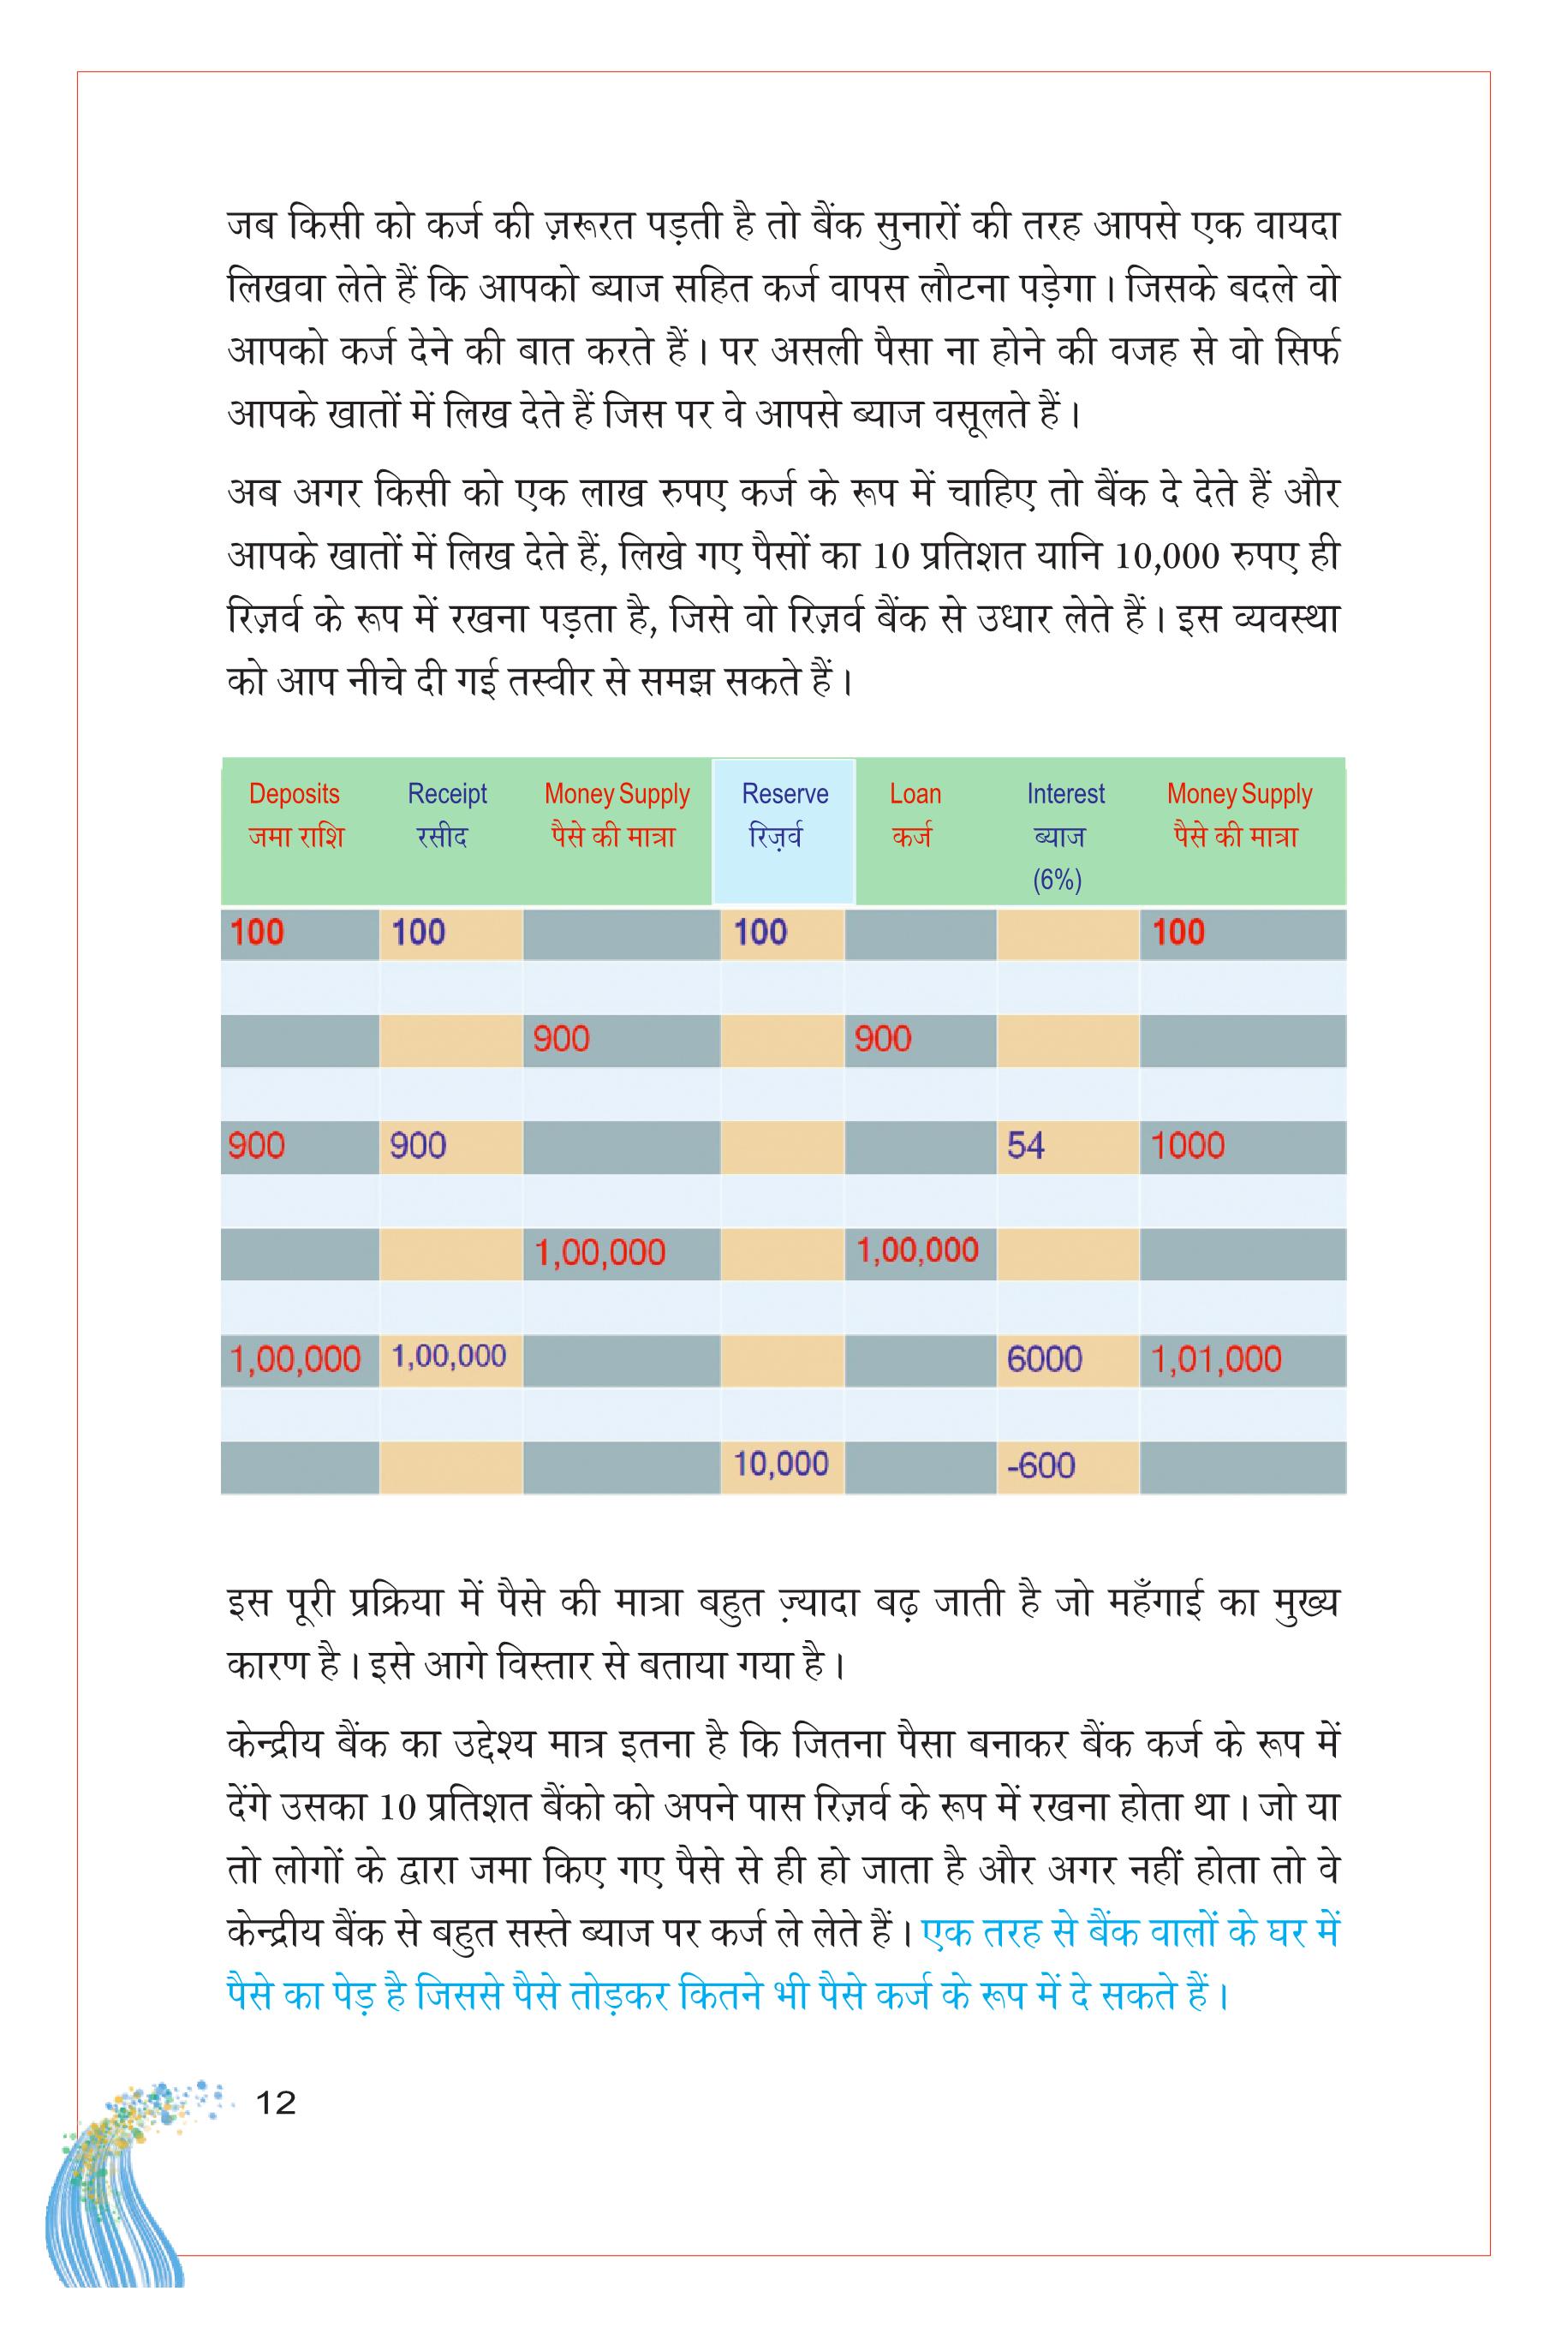 जब किसी को कर्ज की ज़रूरत पड़ती है तो बैंक सुनारों की तरह आपसे एक वायदा
लिखवा लेते हैं कि आपको ब्याज सहित कर्ज वापस लौटना पड़ेगा। जिसके बदले वो
आपको कर्ज देने की बात करते हैं। पर असली पैसा ना होने की वजह से वो सिर्फ
आपके खातों में लिख देते हैं जिस पर वे आपसे ब्याज वसूलते हैं।
अब अगर किसी को एक लाख रुपए कर्ज के रूप में चाहिए तो बैंक दे देते हैं और
आपके खातों में लिख देते हैं, लिखे गए पैसों का 10 प्रतिशत यानि 10,000 रुपए ही
रिज़र्व के रूप में रखना पड़ता है, जिसे वो रिज़र्व बैंक से उधार लेते हैं। इस व्यवस्था
को आप नीचे दी गई तस्वीर से समझ सकते हैं।
Deposits Receipt Money Supply Reserve Loan Interest Money Supply
जमा राशि रसीद पैसे की मात्रा रिज़र्व कर्ज ब्याज पैसे की मात्रा
(6%)
100 100 100 100
900 900
900 900 54 1000
1,00,000 1,00,000
1,00,000 1,00,000 6000 1,01,000
10,000 -600
इस पूरी प्रक्रिया में पैसे की मात्रा बहुत ज़्यादा बढ़ जाती है जो महँगाई का मुख्य
कारण है। इसे आगे विस्तार से बताया गया है।
केन्द्रीय बैंक का उद्देश्य मात्र इतना है कि जितना पैसा बनाकर बैंक कर्ज के रूप में
देंगे उसका 10 प्रतिशत बैंको को अपने पास रिज़र्व के रूप में रखना होता था। जो या
तो लोगों के द्वारा जमा किए गए पैसे से ही हो जाता है और अगर नहीं होता तो वे
केन्द्रीय बैंक से बहुत सस्ते ब्याज पर कर्ज ले लेते हैं। एक तरह से बैंक वालों के घर में
पैसे का पेड़ है जिससे पैसे तोड़कर कितने भी पैसे कर्ज के रूप में दे सकते हैं।
12